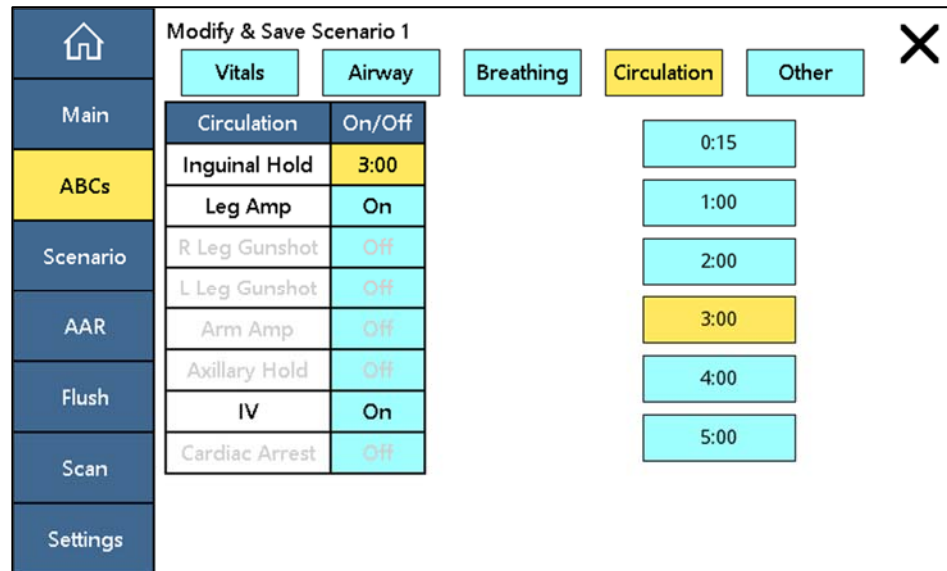 Modify & Save Scenario 1
Vitals Airway Breathing Circulation Other
Main
ABCs
Scenario
AAR
Flush
Scan
Settings
Circulation On/Off
Inguinal Hold 3:00
Leg Amp On
R Leg Gunshot Off
L Leg Gunshot Off
Arm Amp Off
Axillary Hold Off
IV On
Cardiac Arrest Off
0:15
1:00
2:00
3:00
4:00
5:00